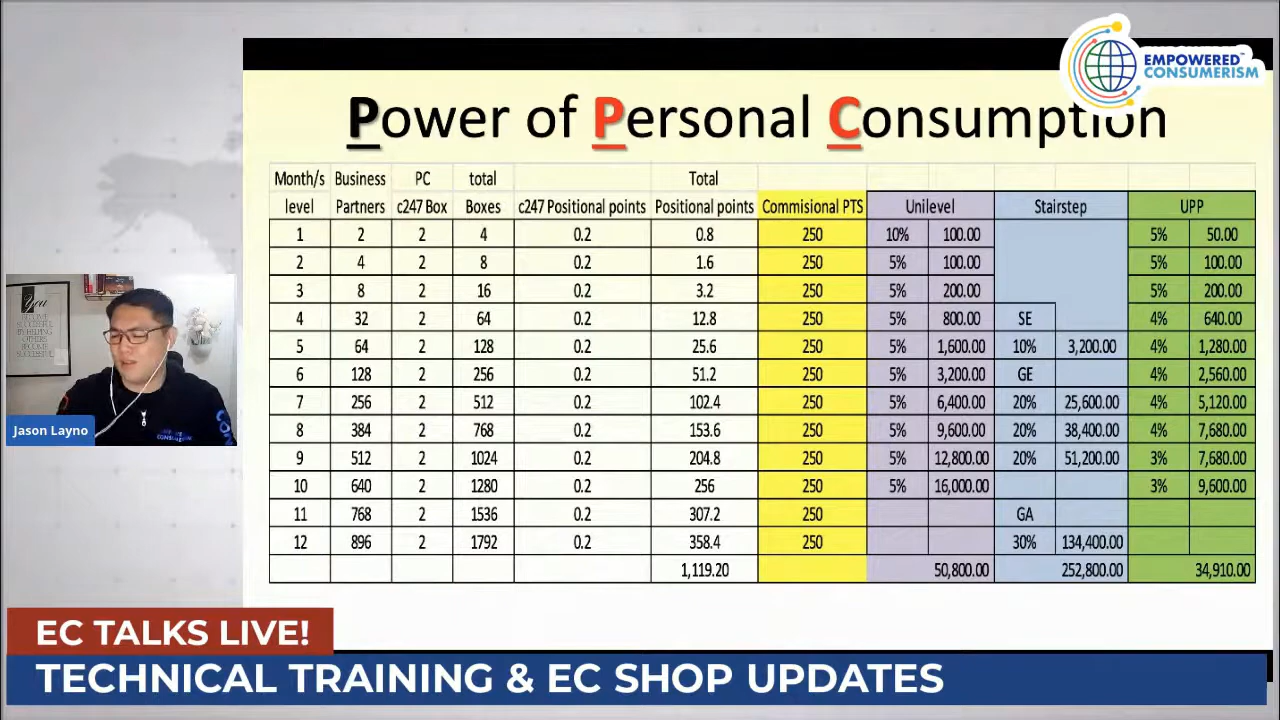 EMPOWERED™
CONSUMERISM
Power of Personal Consumption
Month/s Business PC total Total
level Partners c247 Box Boxes c247 Positional points Positional points Commisional PTS Unilevel Stairstep UPP
1 2 2 4 0.2 0.8 250 10% 100.00 5% 50.00
2 4 2 8 0.2 1.6 250 5% 100.00 5% 100.00
3 8 2 16 0.2 3.2 250 5% 200.00 5% 200.00
4 32 2 64 0.2 12.8 250 5% 800.00 SE 4% 640.00
5 64 2 128 0.2 25.6 250 5% 1,600.00 10% 3,200.00 4% 1,280.00
6 128 2 256 0.2 51.2 250 5% 3,200.00 GE 4% 2,560.00
7 256 2 512 0.2 102.4 250 5% 6,400.00 20% 25,600.00 4% 5,120.00
8 384 2 768 0.2 153.6 250 5% 9,600.00 20% 38,400.00 4% 7,680.00
9 512 2 1024 0.2 204.8 250 5% 12,800.00 20% 51,200.00 3% 7,680.00
10 640 2 1280 0.2 256 250 5% 16,000.00 3% 9,600.00
11 768 2 1536 0.2 307.2 250 GA
12 896 2 1792 0.2 358.4 250 30% 134,400.00
1,119.20 50,800.00 252,800.00 34,910.00
You
BECOME
SUCCESSFUL
BY HELPING
OTHERS
BECOME
SUCCESSFUL
Jason Layno
EC TALKS LIVE!
TECHNICAL TRAINING & EC SHOP UPDATES